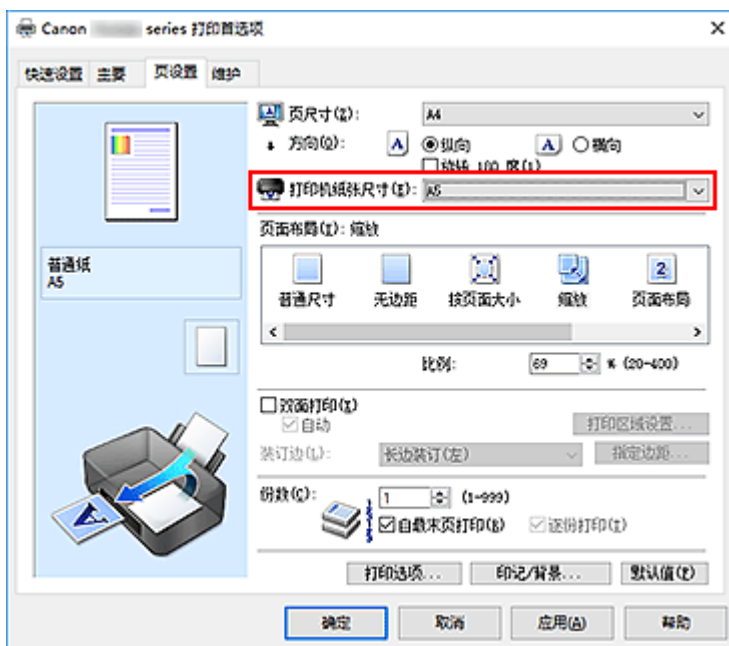 Canon series 打印首选项
快速设置 主要 页设置 维护
页尺寸(Z): A4
方向(O): A 纵向 A 横向
旋转 180 度(1)
打印机纸张尺寸(E): A5
页面布局(I): 缩放
普通纸
A5
普通尺寸 无边距 按页面大小 缩放 页面布局
比例: 69 % (20-400)
双面打印(X)
自动 打印区域设置...
装订边(L): 长边装订(左) 指定边距...
份数(C): 1 (1-999)
自最末页打印(B) 逐份打印(T)
打印选项... 印记/背景... 默认值(P)
确定 取消 应用(A) 帮助